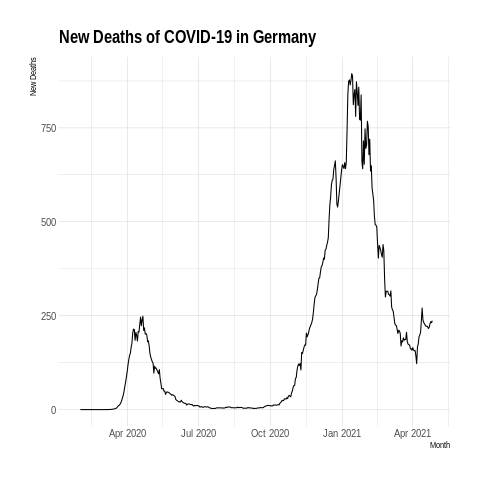 New Deaths of COVID-19 in Germany
New Deaths
750
500
250
0
Apr 2020 Jul 2020 Oct 2020 Jan 2021 Apr 2021
Month